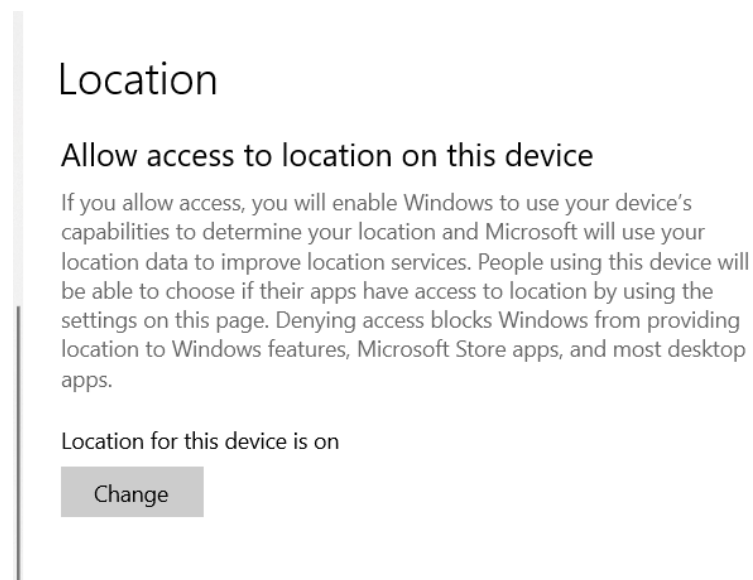 Location
Allow access to location on this device
If you allow access, you will enable Windows to use your device's
capabilities to determine your location and Microsoft will use your
location data to improve location services. People using this device will
be able to choose if their apps have access to location by using the
settings on this page. Denying access blocks Windows from providing
location to Windows features, Microsoft Store apps, and most desktop
apps.
Location for this device is on
Change